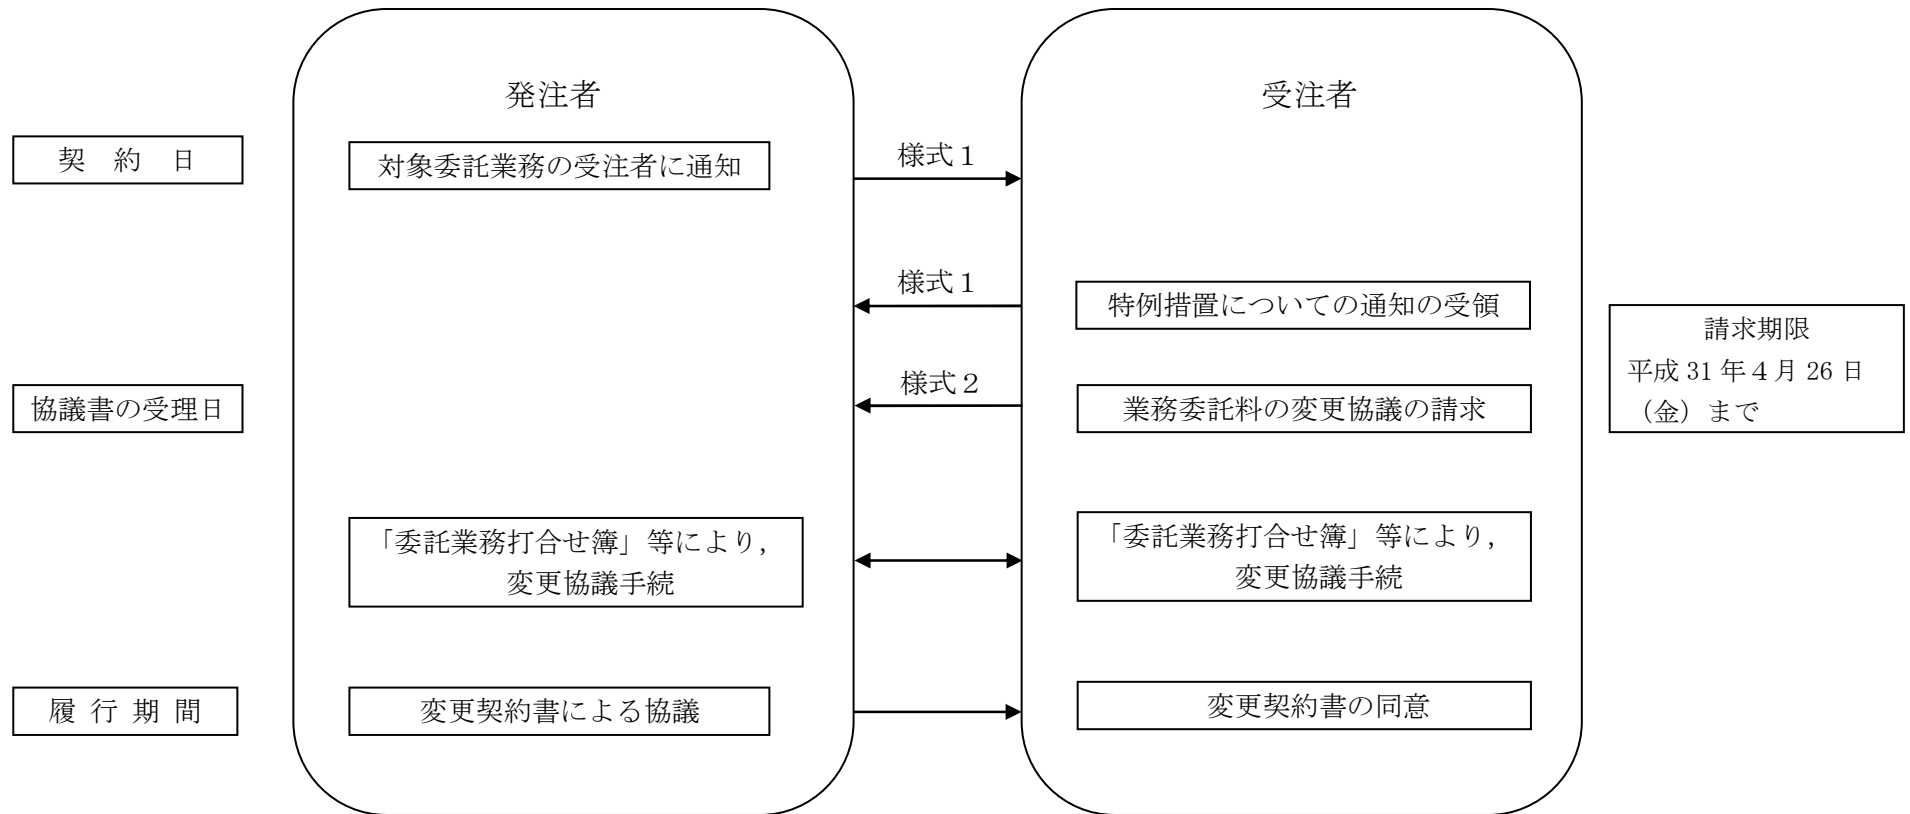 発注者
受注者
契 約 日
対象委託業務の受注者に通知
様式１
様式１
特例措置についての通知の受領
請求期限
平成 31 年４月 26 日
（金）まで
様式２
協議書の受理日
業務委託料の変更協議の請求
「委託業務打合せ簿」等により，
変更協議手続
「委託業務打合せ簿」等により，
変更協議手続
履 行 期 間
変更契約書による協議
変更契約書の同意